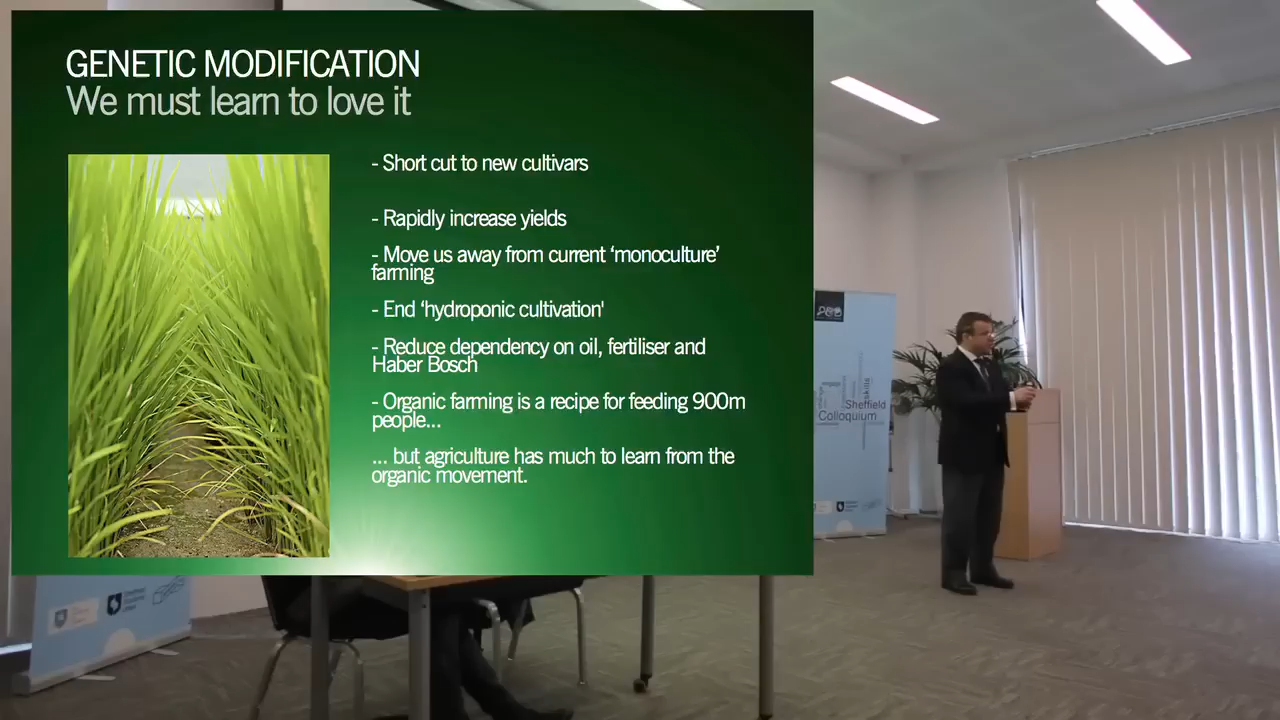 GENETIC MODIFICATION
We must learn to love it
- Short cut to new cultivars
- Rapidly increase yields
- Move us away from current ‘monoculture’
farming
- End ‘hydroponic cultivation'
- Reduce dependency on oil, fertiliser and
Haber Bosch
- Organic farming is a recipe for feeding 900m
people...
... but agriculture has much to learn from the
organic movement.
skills
Sheffield
Colloquium